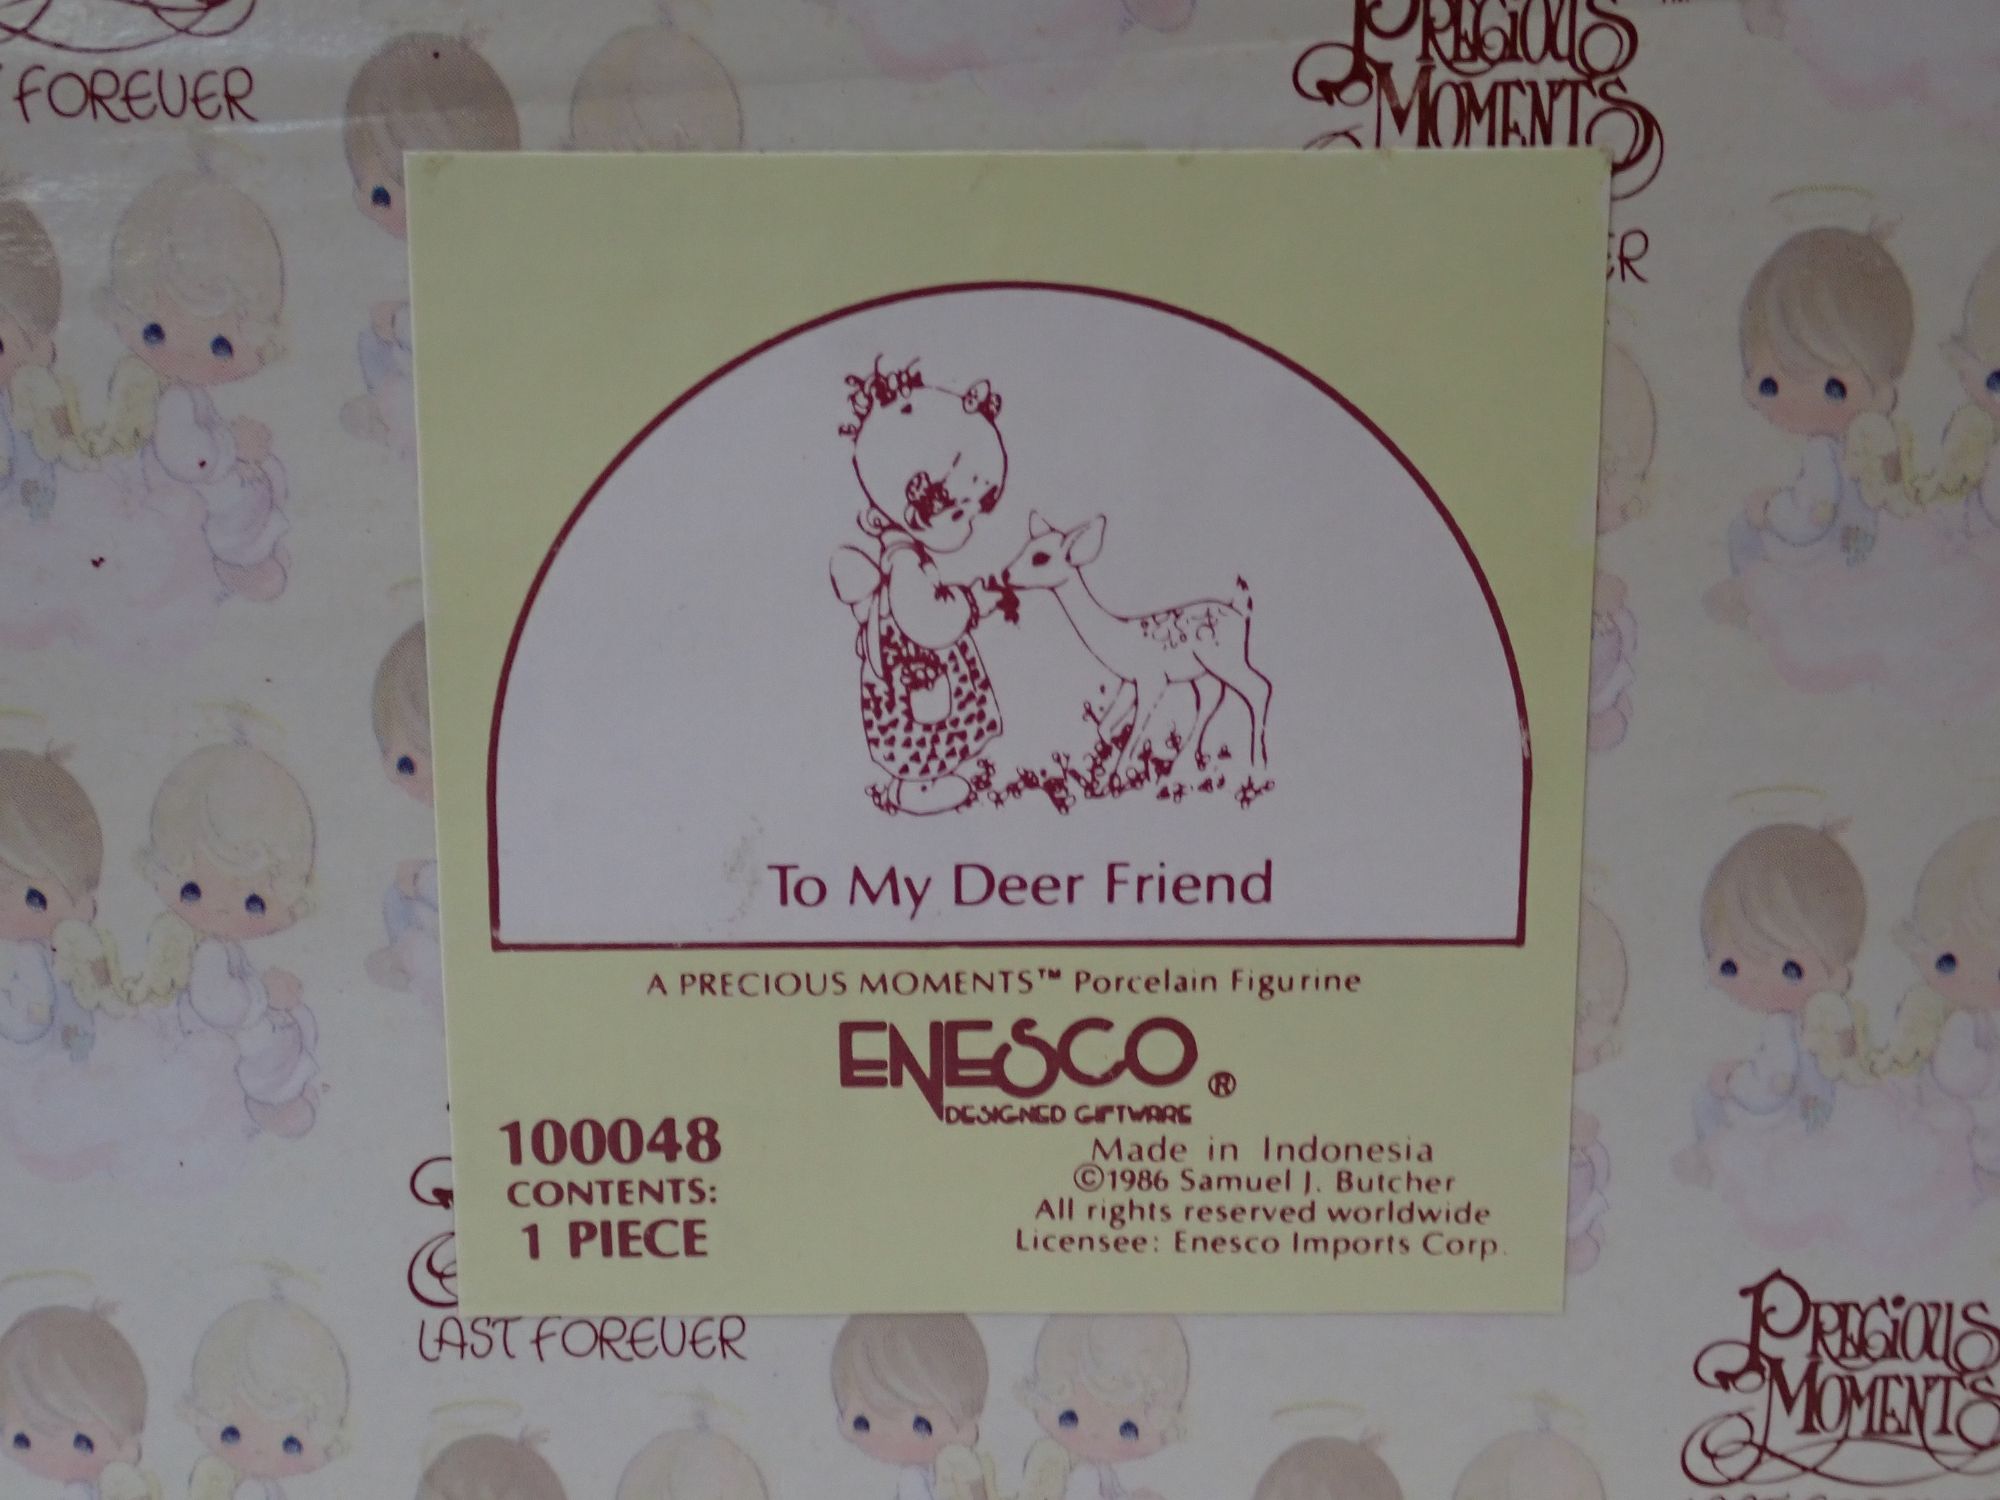 FOREVER
PRECIOUS
MOMENTS
ER
To My Deer Friend
A PRECIOUS MOMENTS™ Porcelain Figurine
ENESCO ®
DESIGNED GIFTWARE
100048
CONTENTS:
1 PIECE
Made in Indonesia
©1986 Samuel J. Butcher
All rights reserved worldwide
Licensee: Enesco Imports Corp.
LAST FOREVER
PRECIOUS
MOMENTS